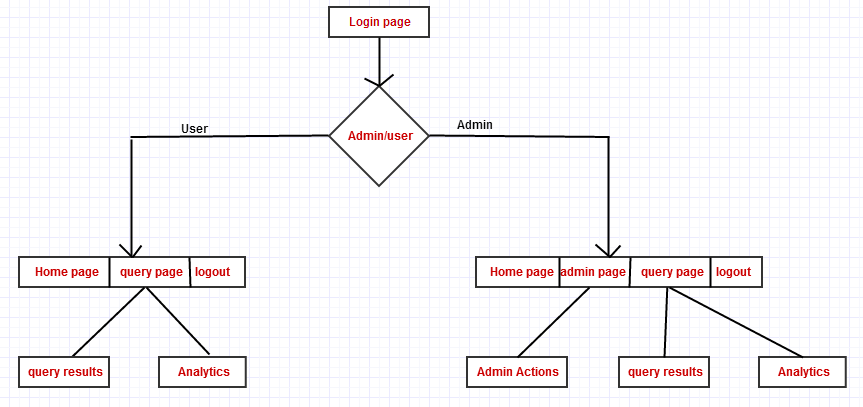 Login page
Admin/user
User
Admin
Home page
query page
logout
Home page
admin page
query page
logout
query results
Analytics
Admin Actions
query results
Analytics